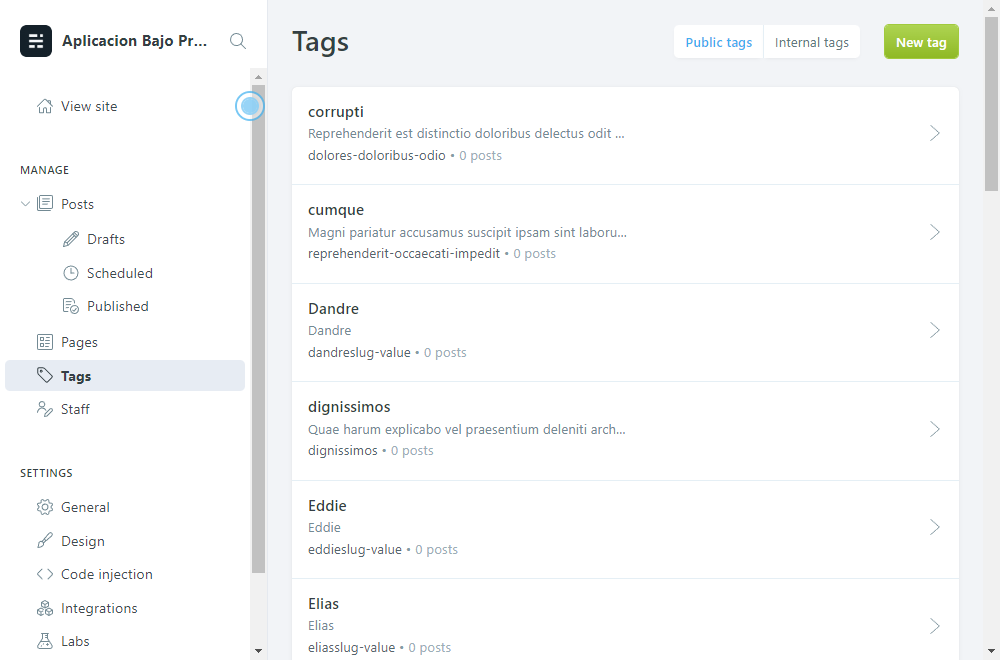 Aplicacion Bajo Pr...
View site
MANAGE
Posts
Drafts
Scheduled
Published
Pages
Tags
Staff
SETTINGS
General
Design
Code injection
Integrations
Labs
Tags
Public tags
Internal tags
New tag
corrupti
Reprehenderit est distinctio doloribus delectus odit ...
dolores-doloribus-odio • 0 posts
cumque
Magni pariatur accusamus suscipit ipsam sint laboru...
reprehenderit-occaecati-impedit • 0 posts
Dandre
Dandre
dandreslug-value • 0 posts
dignissimos
Quae harum explicabo vel praesentium deleniti arch...
dignissimos • 0 posts
Eddie
Eddie
eddieslug-value • 0 posts
Elias
Elias
eliasslug-value • 0 posts